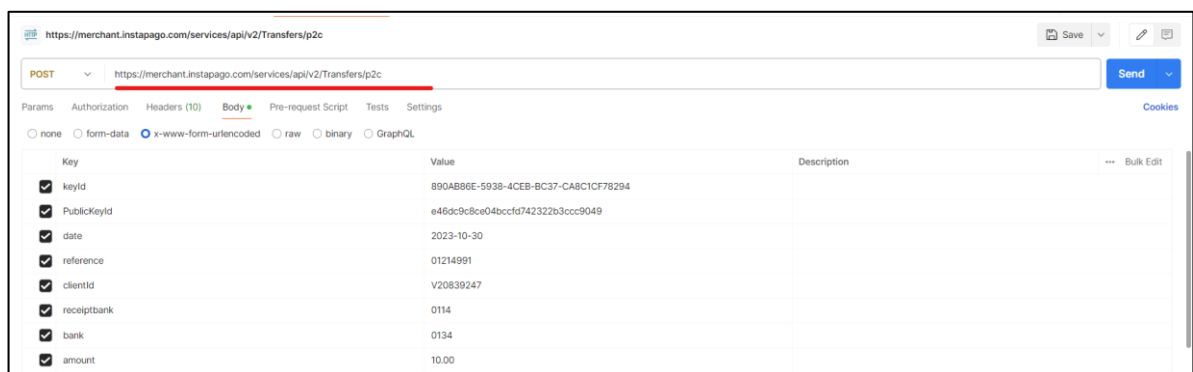 HTTP https://merchant.instapago.com/services/api/v2/Transfers/p2c Save
POST https://merchant.instapago.com/services/api/v2/Transfers/p2c Send
Params Authorization Headers (10) Body Pre-request Script Tests Settings Cookies
none form-data x-www-form-urlencoded raw binary GraphQL
Key Value Description ••• Bulk Edit
keyId 890AB86E-5938-4CEB-BC37-CA8C1CF78294
PublicKeyId e46dc9c8ce04bccfd742322b3ccc9049
date 2023-10-30
reference 01214991
clientId V20839247
receiptbank 0114
bank 0134
amount 10.00